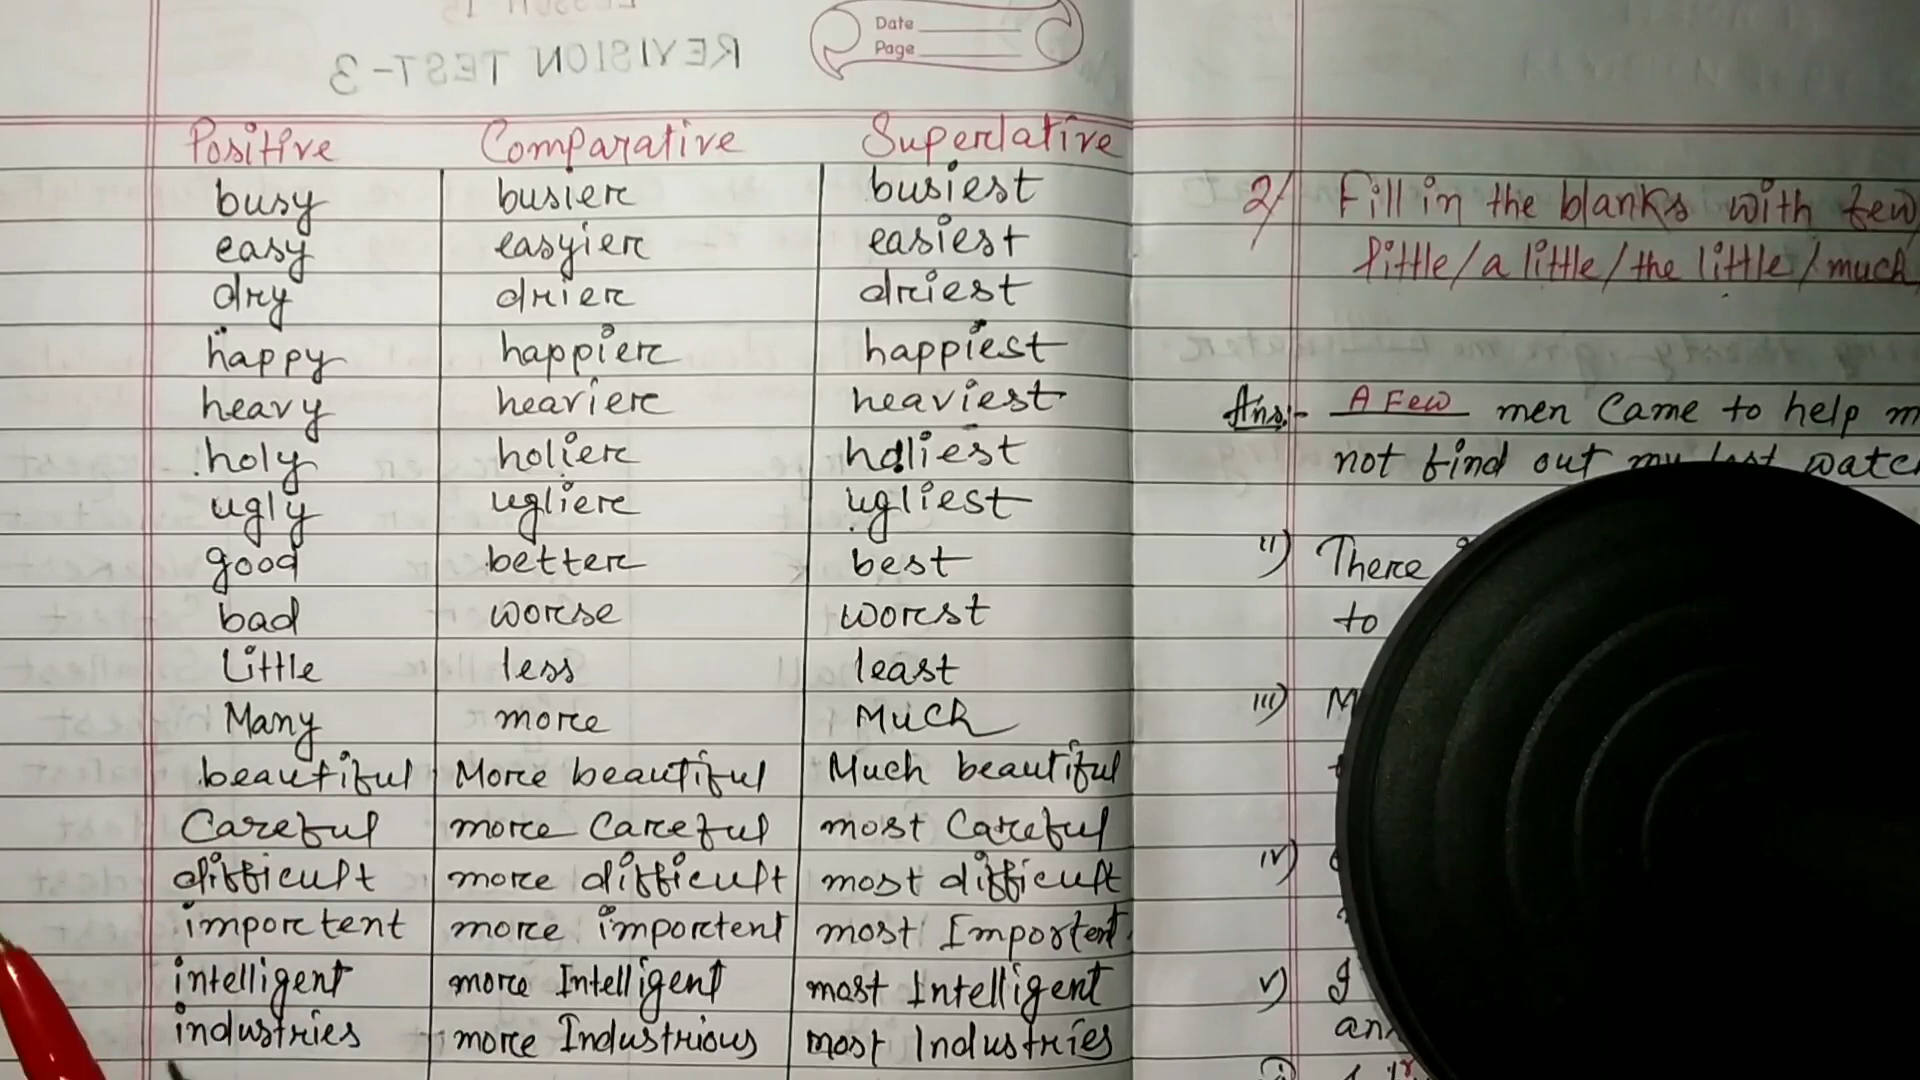 Date
Page
REVISION TEST-3
Positive Comparative Superlative
busy busier busiest
easy easyier easiest
dry drier driest
happy happier happiest
heavy heavier heaviest
holy holier holiest
ugly uglier ugliest
good better best
bad worse worst
Little less least
Many more Much
beautiful More beautiful Much beautiful
Careful more Careful most Careful
difficult more difficult most difficult
importent more importent most Importent
intelligent more Intelligent most Intelligent
industries more Industrious most Industries
2/ Fill in the blanks with few
little/a little/the little/much
Ans:- A Few men Came to help
not find out my lost watch
ii) There
to
iii)
iv)
v) I